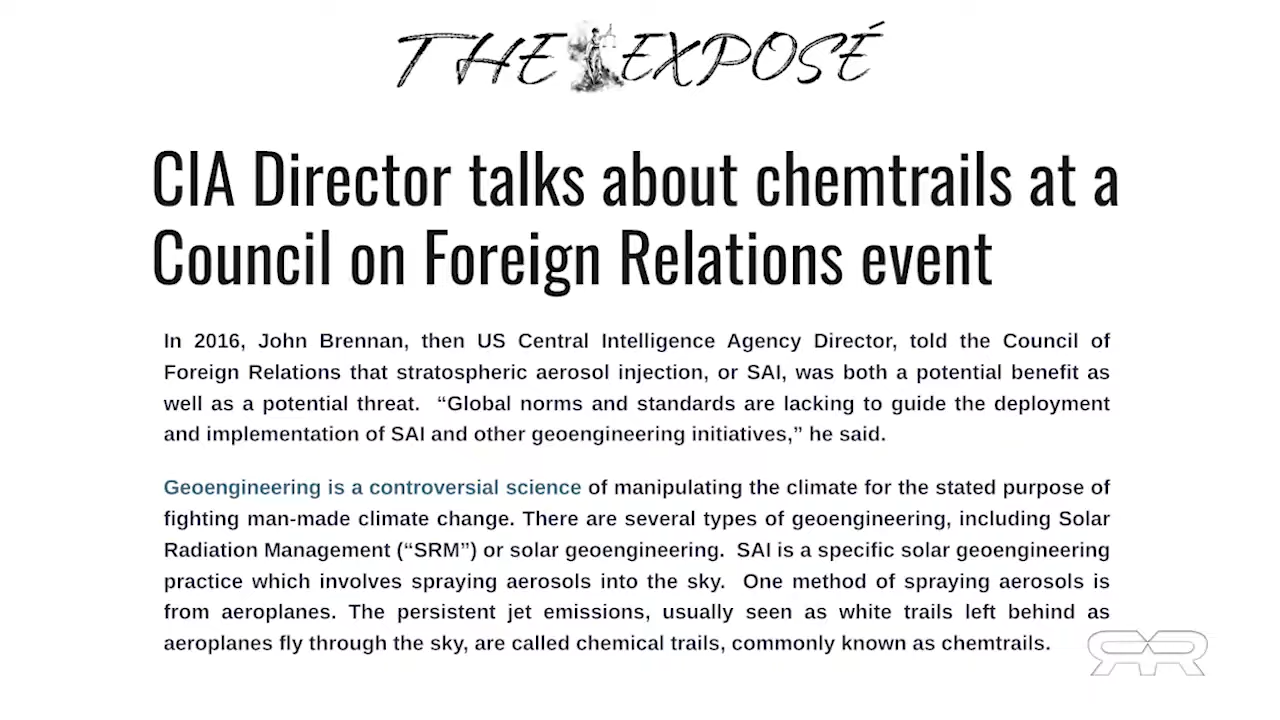 THE EXPOSÉ
CIA Director talks about chemtrails at a
Council on Foreign Relations event
In 2016, John Brennan, then US Central Intelligence Agency Director, told the Council of
Foreign Relations that stratospheric aerosol injection, or SAI, was both a potential benefit as
well as a potential threat. “Global norms and standards are lacking to guide the deployment
and implementation of SAI and other geoengineering initiatives,” he said.
Geoengineering is a controversial science of manipulating the climate for the stated purpose of
fighting man-made climate change. There are several types of geoengineering, including Solar
Radiation Management (“SRM”) or solar geoengineering. SAI is a specific solar geoengineering
practice which involves spraying aerosols into the sky. One method of spraying aerosols is
from aeroplanes. The persistent jet emissions, usually seen as white trails left behind as
aeroplanes fly through the sky, are called chemical trails, commonly known as chemtrails.
RR